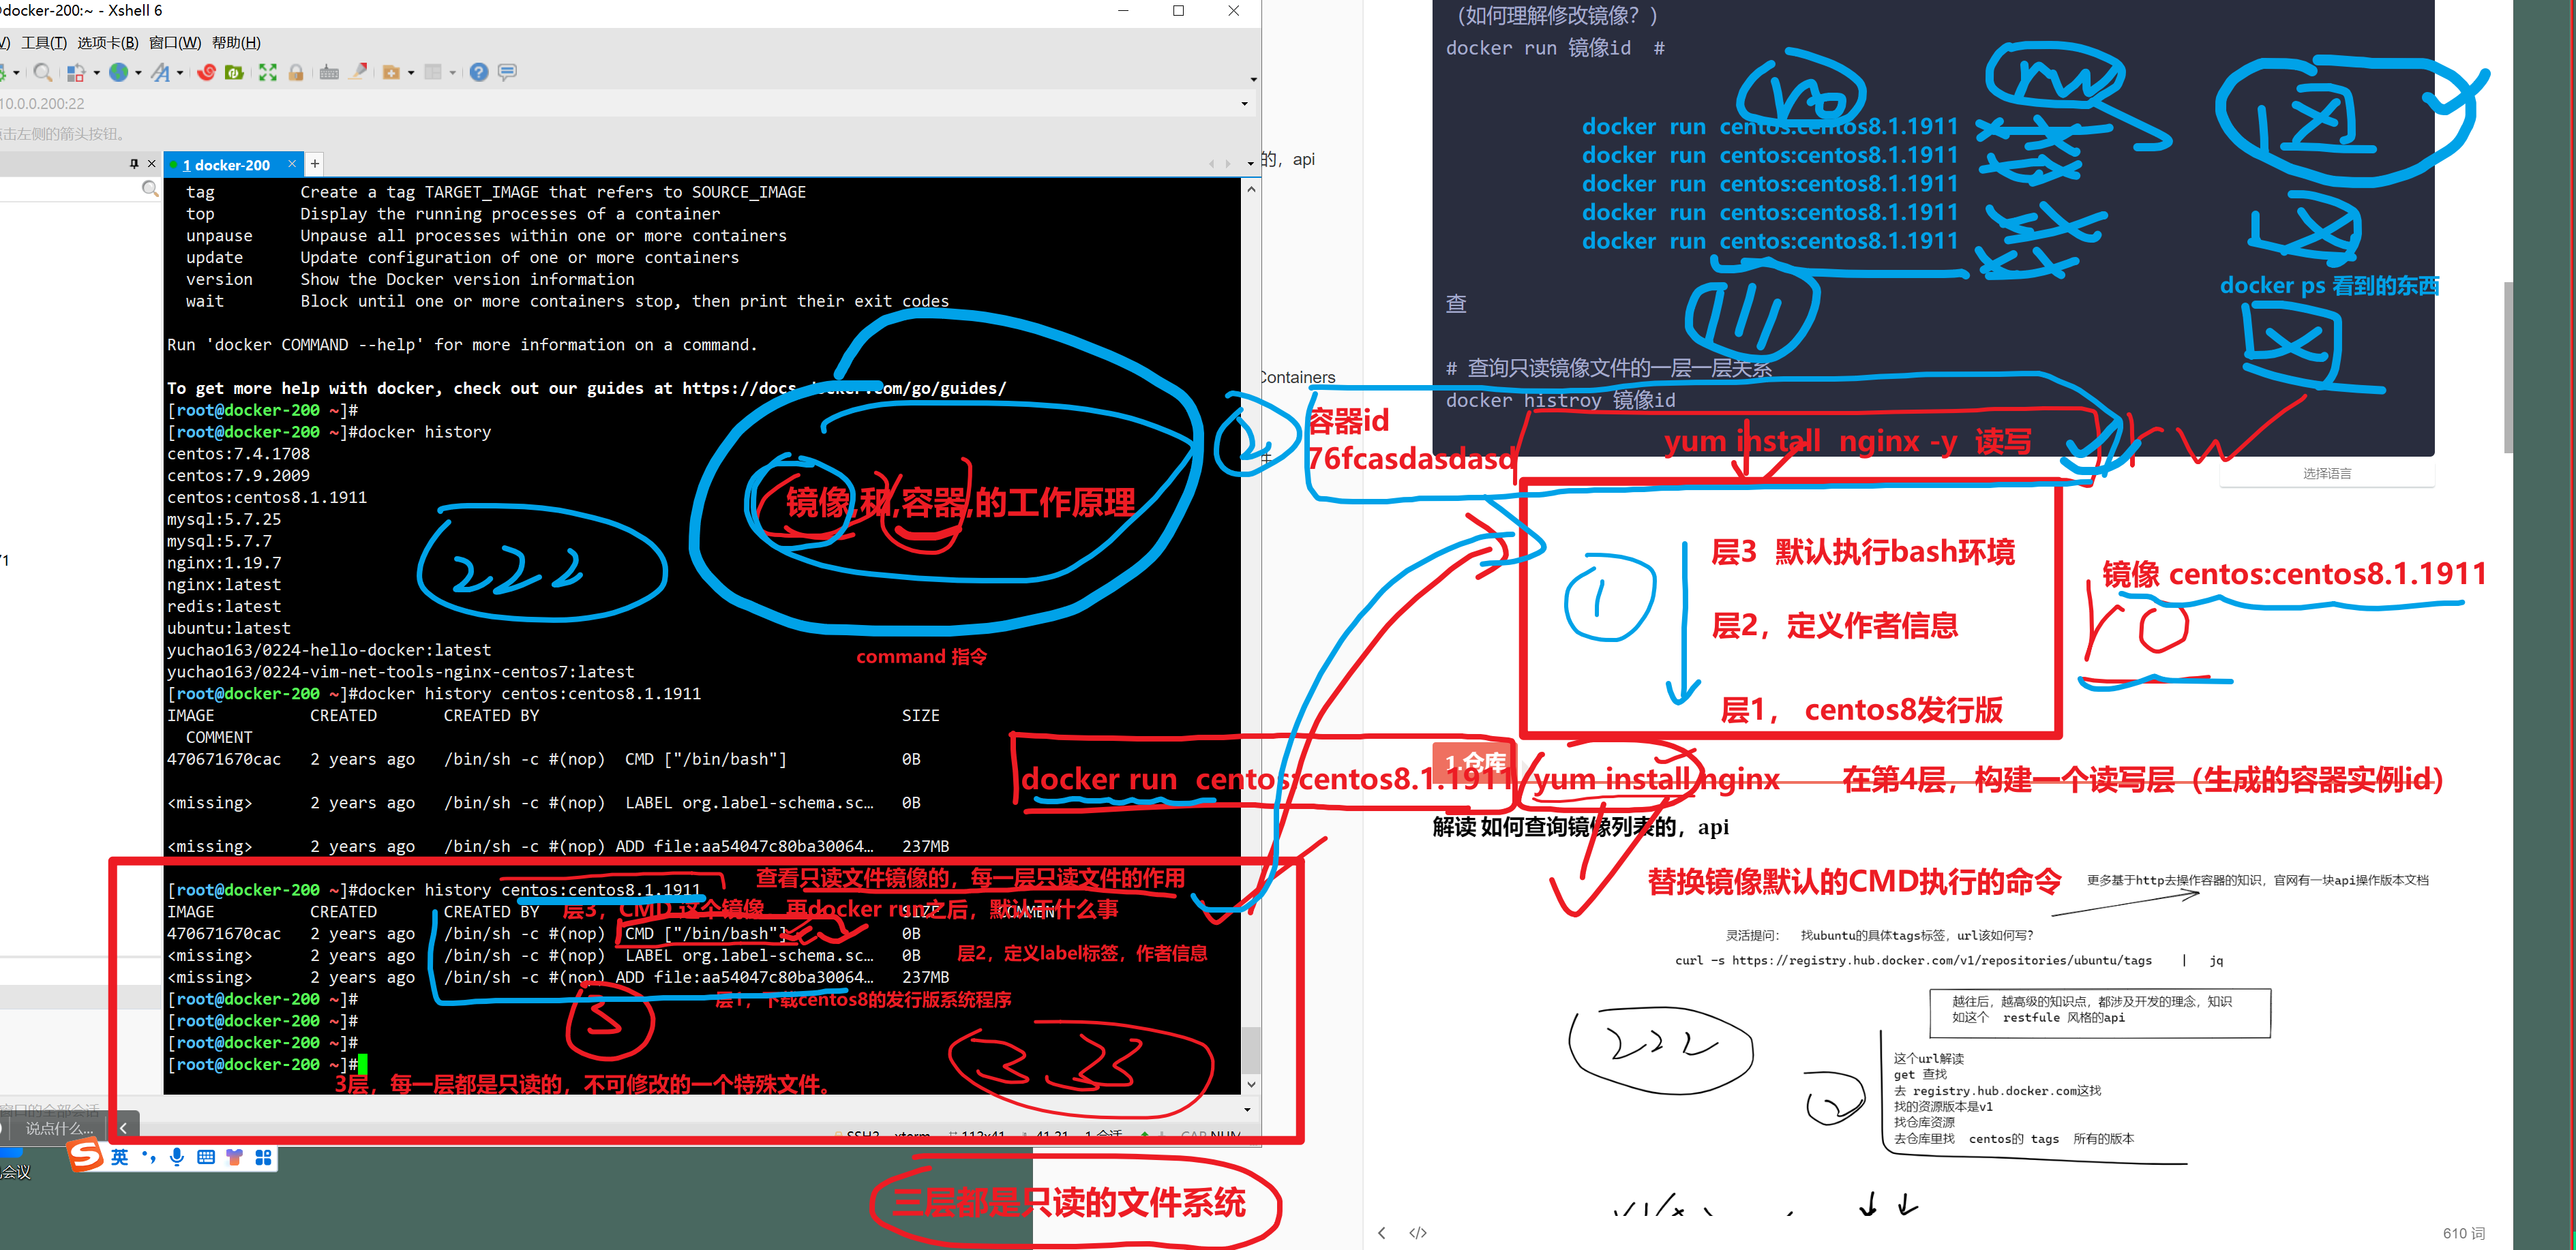 docker-200:~ - Xshell 6
工具(T) 选项卡(B) 窗口(W) 帮助(H)
10.0.0.200:22
击左侧的箭头按钮。
1 docker-200
tag Create a tag TARGET_IMAGE that refers to SOURCE_IMAGE
top Display the running processes of a container
unpause Unpause all processes within one or more containers
update Update configuration of one or more containers
version Show the Docker version information
wait Block until one or more containers stop, then print their exit codes
Run 'docker COMMAND --help' for more information on a command.
To get more help with docker, check out our guides at https://docs.docker.com/go/guides/
[root@docker-200 ~]#
[root@docker-200 ~]#docker history
centos:7.4.1708
centos:7.9.2009
centos:centos8.1.1911
mysql:5.7.25
mysql:5.7.7
nginx:1.19.7
nginx:latest
redis:latest
ubuntu:latest
yuchao163/0224-hello-docker:latest
yuchao163/0224-vim-net-tools-nginx-centos7:latest
[root@docker-200 ~]#docker history centos:centos8.1.1911
IMAGE CREATED CREATED BY SIZE
COMMENT
470671670cac 2 years ago /bin/sh -c #(nop) CMD ["/bin/bash"] 0B
<missing> 2 years ago /bin/sh -c #(nop) LABEL org.label-schema.sc… 0B
<missing> 2 years ago /bin/sh -c #(nop) ADD file:aa54047c80ba30064… 237MB
[root@docker-200 ~]#docker history centos:centos8.1.1911
IMAGE CREATED CREATED BY SIZE COMMENT
470671670cac 2 years ago /bin/sh -c #(nop) CMD ["/bin/bash"] 0B
<missing> 2 years ago /bin/sh -c #(nop) LABEL org.label-schema.sc… 0B
<missing> 2 years ago /bin/sh -c #(nop) ADD file:aa54047c80ba30064… 237MB
[root@docker-200 ~]#
[root@docker-200 ~]#
[root@docker-200 ~]#
[root@docker-200 ~]#
222
镜像,和,容器,的工作原理
command 指令
查看只读文件镜像的，每一层只读文件的作用
层3，CMD 这个镜像 再docker run之后，默认干什么事
层2，定义label标签，作者信息
层1，下载centos8的发行版系统程序
3
333
3层，每一层都是只读的，不可修改的一个特殊文件。
窗口的全部会话
说点什么...
SSH2 xterm 112x41 41,21 1 会话 CAP NUM
英
会议
三层都是只读的文件系统
的，api
Containers
（如何理解修改镜像？）
docker run 镜像id #
ro
rw
docker run centos:centos8.1.1911
docker run centos:centos8.1.1911
docker run centos:centos8.1.1911
docker run centos:centos8.1.1911
docker run centos:centos8.1.1911
docker ps 看到的东西
查
# 查询只读镜像文件的一层一层关系
docker histroy 镜像id
2
容器id
76fcasdasdasd
yum install nginx -y 读写
rw
选择语言
1
层3 默认执行bash环境
层2，定义作者信息
层1， centos8发行版
镜像 centos:centos8.1.1911
ro
1 仓库
docker run centos:centos8.1.1911 yum install nginx 在第4层，构建一个读写层（生成的容器实例id）
解读 如何查询镜像列表的，api
替换镜像默认的CMD执行的命令
更多基于http去操作容器的知识，官网有一块api操作版本文档
灵活提问： 找ubuntu的具体tags标签，url该如何写？
curl -s https://registry.hub.docker.com/v1/repositories/ubuntu/tags | jq
越往后，越高级的知识点，都涉及开发的理念，知识
如这个 restfule 风格的api
222
2
这个url解读
get 查找
去 registry.hub.docker.com这找
找的资源版本是v1
找仓库资源
去仓库里找 centos的 tags 所有的版本
610 词